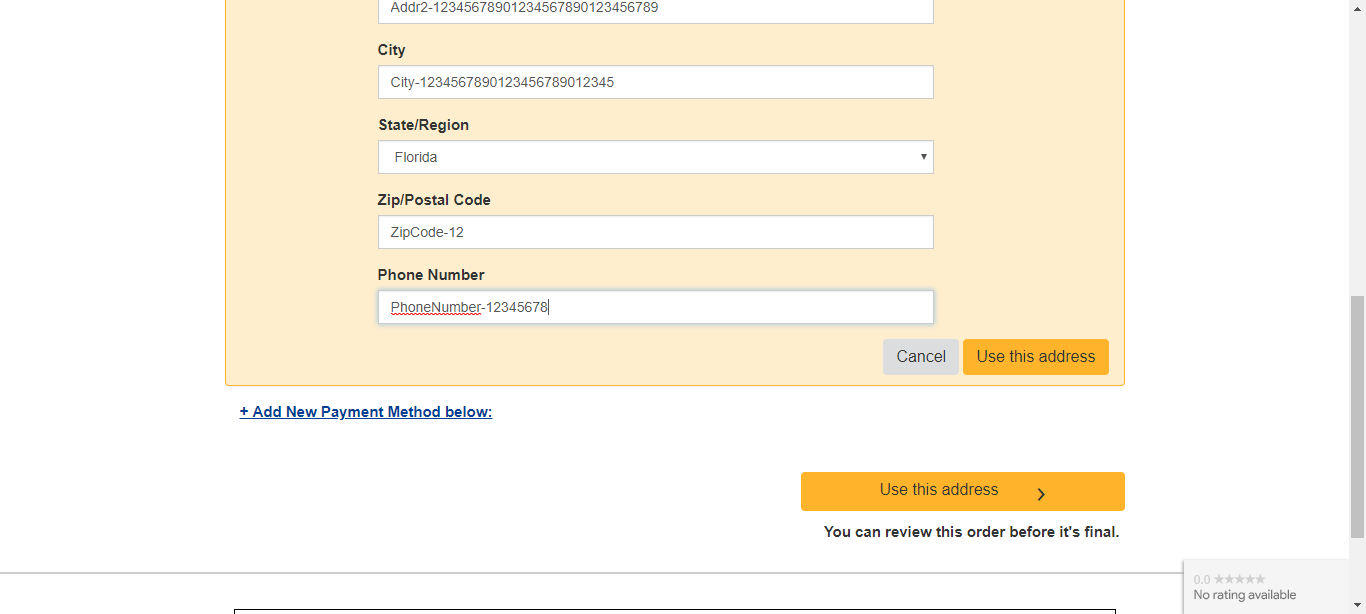 Addr2-12345678901234567890123456789
City
City-1234567890123456789012345
State/Region
Florida
Zip/Postal Code
ZipCode-12
Phone Number
PhoneNumber-12345678
Cancel
Use this address
+ Add New Payment Method below:
Use this address
You can review this order before it's final.
0.0 ★★★★★
No rating available